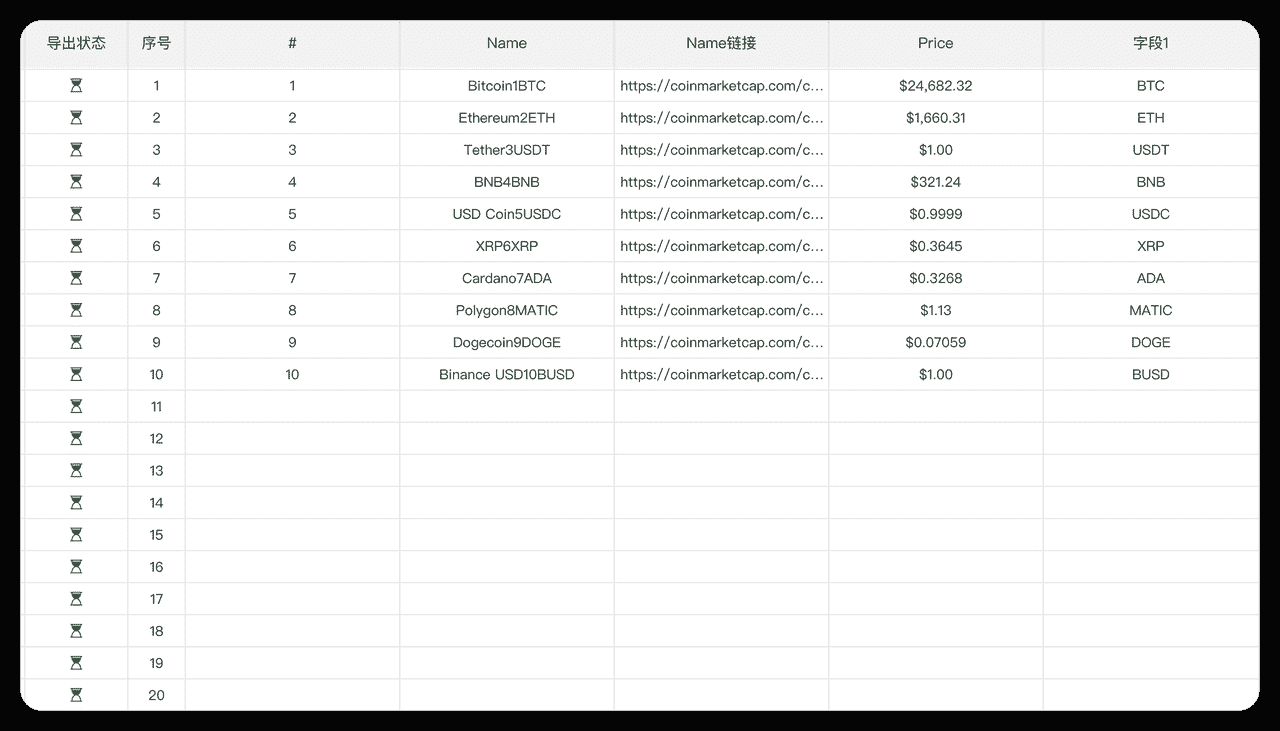 导出状态 序号 # Name Name链接 Price 字段1
1 1 Bitcoin1BTC https://coinmarketcap.com/c... $24,682.32 BTC
2 2 Ethereum2ETH https://coinmarketcap.com/c... $1,660.31 ETH
3 3 Tether3USDT https://coinmarketcap.com/c... $1.00 USDT
4 4 BNB4BNB https://coinmarketcap.com/c... $321.24 BNB
5 5 USD Coin5USDC https://coinmarketcap.com/c... $0.9999 USDC
6 6 XRP6XRP https://coinmarketcap.com/c... $0.3645 XRP
7 7 Cardano7ADA https://coinmarketcap.com/c... $0.3268 ADA
8 8 Polygon8MATIC https://coinmarketcap.com/c... $1.13 MATIC
9 9 Dogecoin9DOGE https://coinmarketcap.com/c... $0.07059 DOGE
10 10 Binance USD10BUSD https://coinmarketcap.com/c... $1.00 BUSD
11
12
13
14
15
16
17
18
19
20